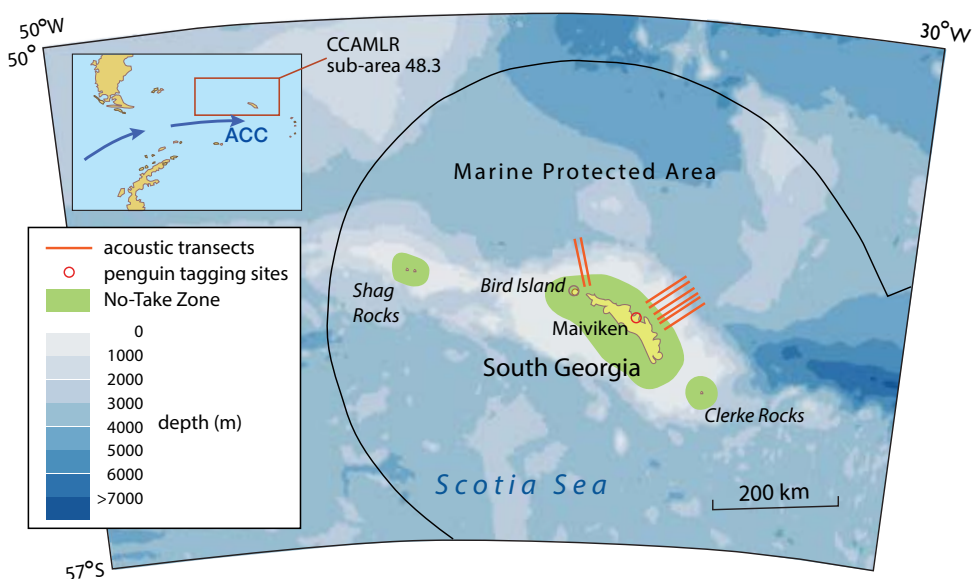 50°W
50°
30°W
CCAMLR
sub-area 48.3
ACC
Marine Protected Area
acoustic transects
penguin tagging sites
No-Take Zone
0
1000
2000
3000
4000
5000
6000
>7000
depth (m)
Shag
Rocks
Bird Island
Maiviken
South Georgia
Clerke Rocks
Scotia Sea
200 km
57°S